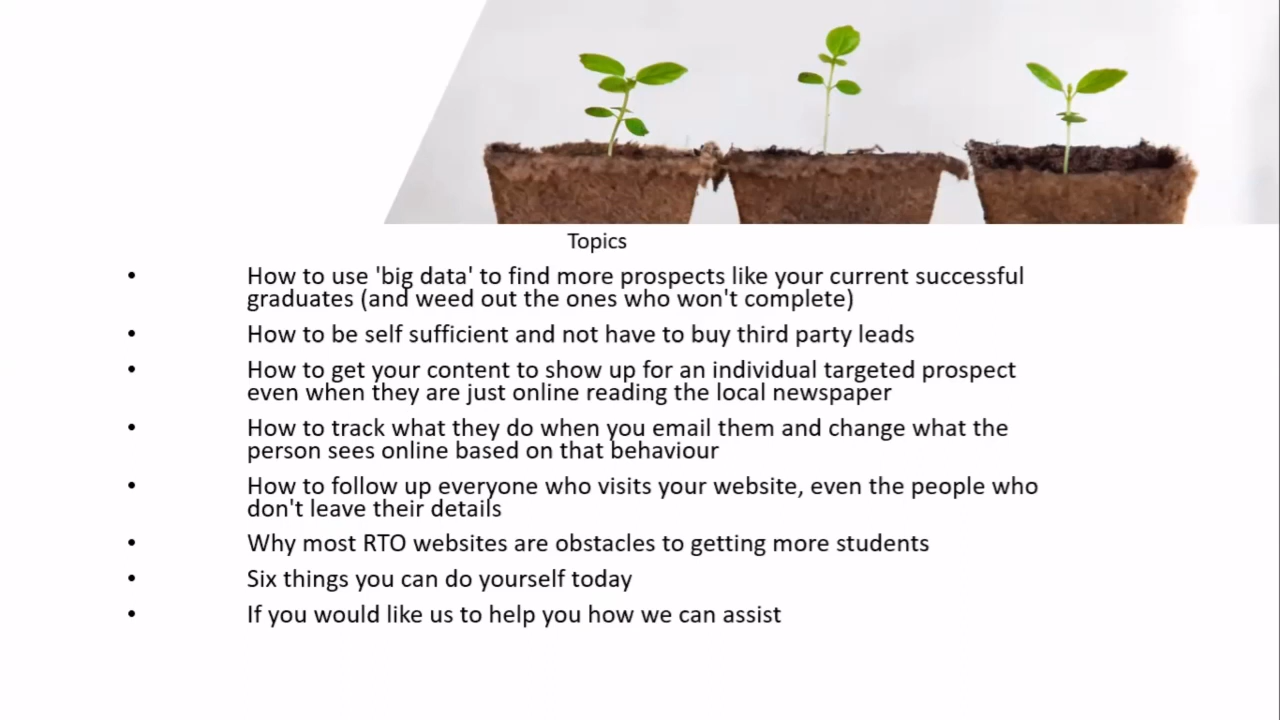 Topics
• How to use 'big data' to find more prospects like your current successful
graduates (and weed out the ones who won't complete)
• How to be self sufficient and not have to buy third party leads
• How to get your content to show up for an individual targeted prospect
even when they are just online reading the local newspaper
• How to track what they do when you email them and change what the
person sees online based on that behaviour
• How to follow up everyone who visits your website, even the people who
don't leave their details
• Why most RTO websites are obstacles to getting more students
• Six things you can do yourself today
• If you would like us to help you how we can assist